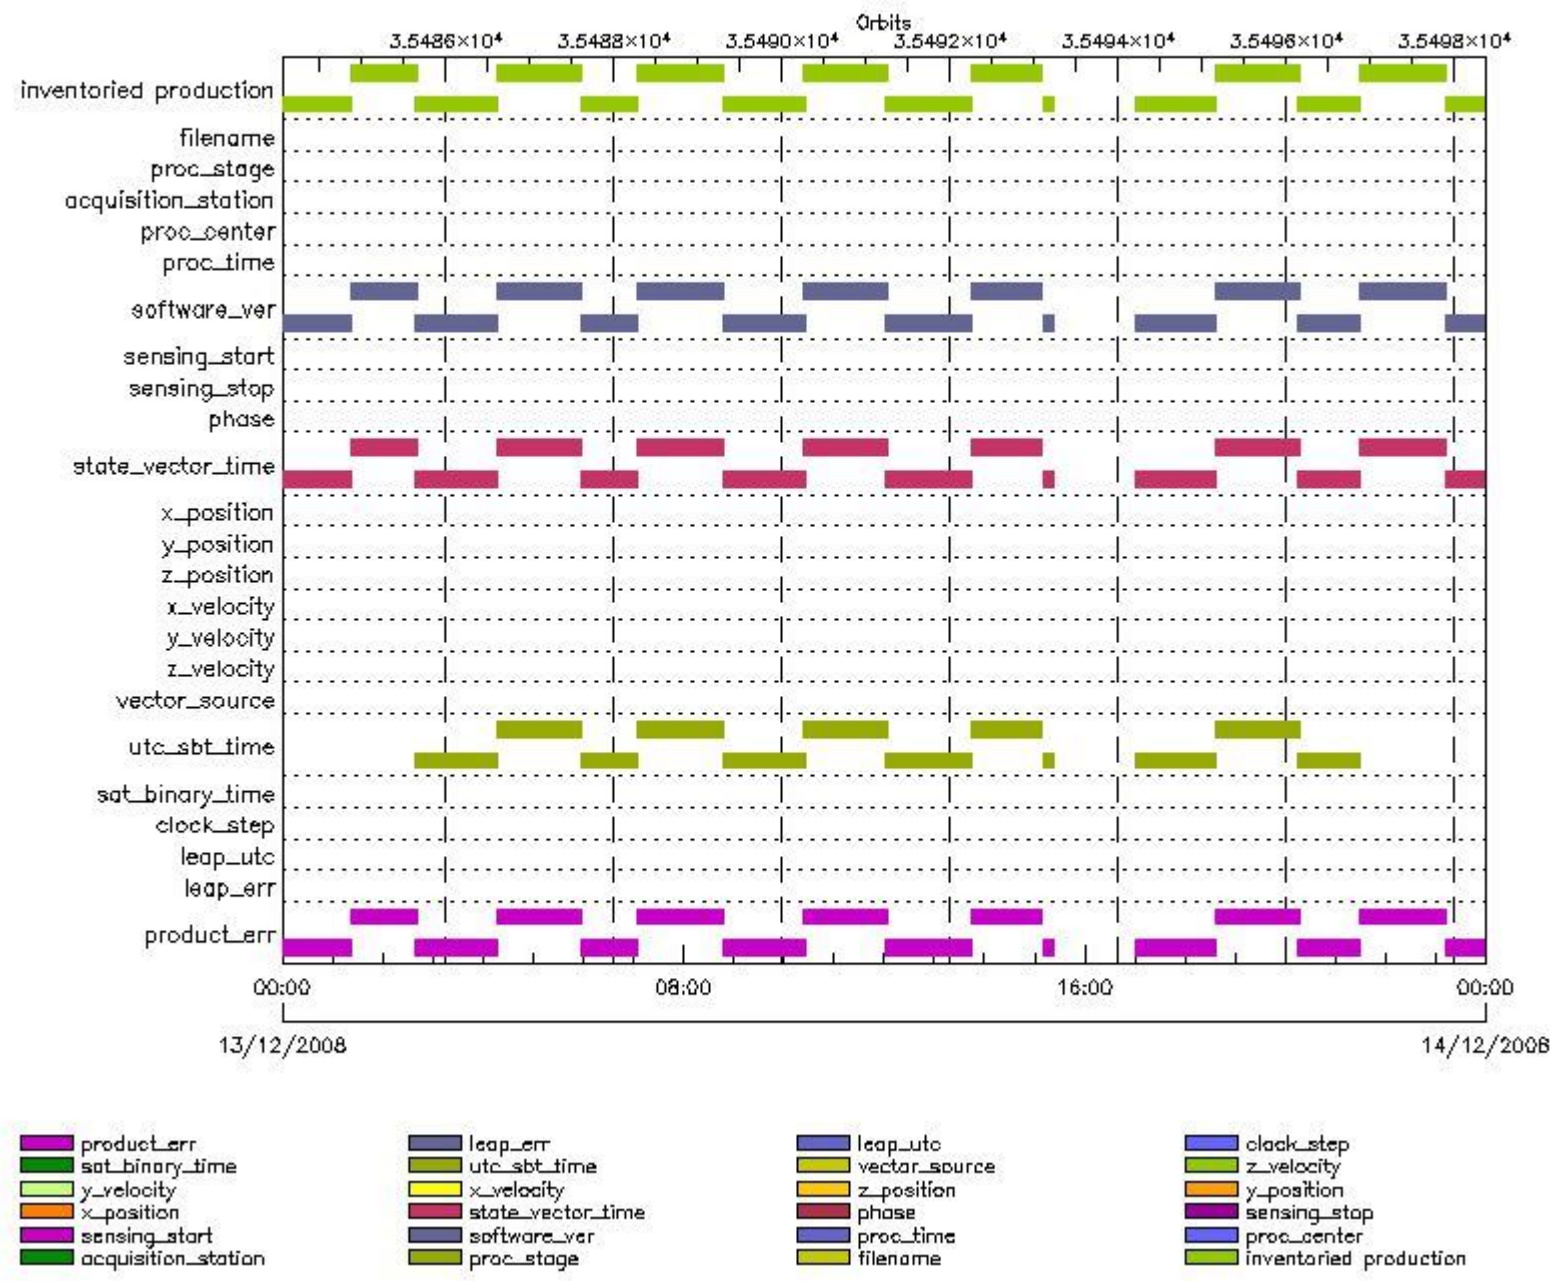 Orbits
3.5486×10⁴ 3.5488×10⁴ 3.5490×10⁴ 3.5492×10⁴ 3.5494×10⁴ 3.5496×10⁴ 3.5498×10⁴
inventoried production
filename
proc_stage
acquisition_station
proc_center
proc_time
software_ver
sensing_start
sensing_stop
phase
state_vector_time
x_position
y_position
z_position
x_velocity
y_velocity
z_velocity
vector_source
utc_sbt_time
sat_binary_time
clock_step
leap_utc
leap_err
product_err
00:00 08:00 16:00 00:00
13/12/2008 14/12/2008
product_err leap_err leap_utc clock_step
sat_binary_time utc_sbt_time vector_source z_velocity
y_velocity x_velocity z_position y_position
x_position state_vector_time phase sensing_stop
sensing_start software_ver proc_time proc_center
acquisition_station proc_stage filename inventoried production